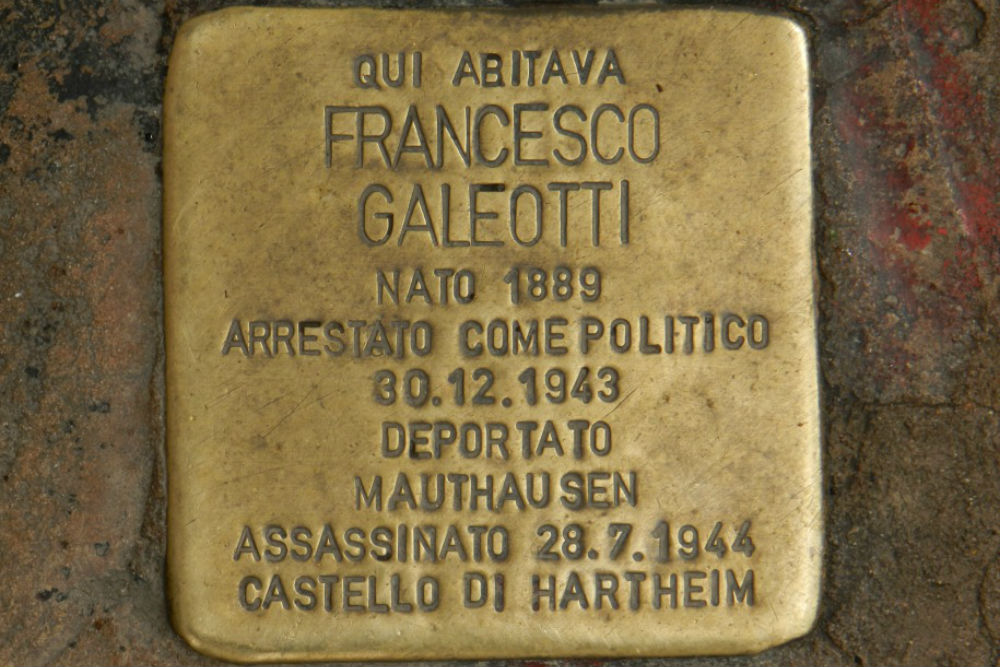 QUI ABITAVA
FRANCESCO
GALEOTTI
NATO 1889
ARRESTATO COME POLITICO
30.12.1943
DEPORTATO
MAUTHAUSEN
ASSASSINATO 28.7.1944
CASTELLO DI HARTHEIM